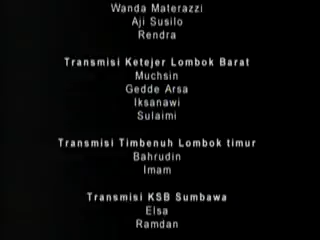 Wanda Materazzi
Aji Susilo
Rendra
Transmisi Ketejer Lombok Barat
Muchsin
Gedde Arsa
Iksanawi
Sulaimi
Transmisi Timbenuh Lombok timur
Bahrudin
Imam
Transmisi KSB Sumbawa
Elsa
Ramdan